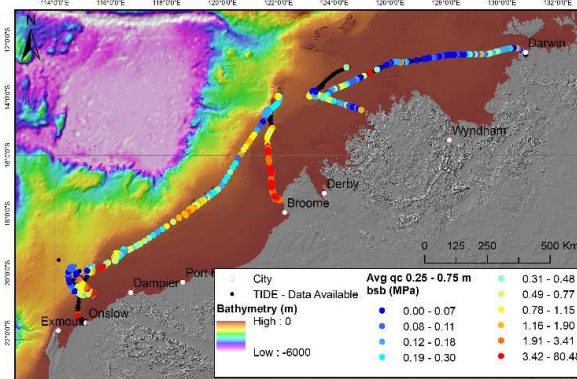 114°0'0"E 116°0'0"E 118°0'0"E 120°0'0"E 122°0'0"E 124°0'0"E 126°0'0"E 128°0'0"E 130°0'0"E 132°0'0"E
12°0'0"S
14°0'0"S
16°0'0"S
18°0'0"S
20°0'0"S
22°0'0"S
N
Darwin
Wyndham
Derby
Broome
Port
Dampier
Onslow
Exmou
0 125 250 500 Km
City
TIDE - Data Available
Bathymetry (m)
High : 0
Low : -6000
Avg qc 0.25 - 0.75 m
bsb (MPa)
0.00 - 0.07
0.08 - 0.11
0.12 - 0.18
0.19 - 0.30
0.31 - 0.48
0.49 - 0.77
0.78 - 1.15
1.16 - 1.90
1.91 - 3.41
3.42 - 80.48